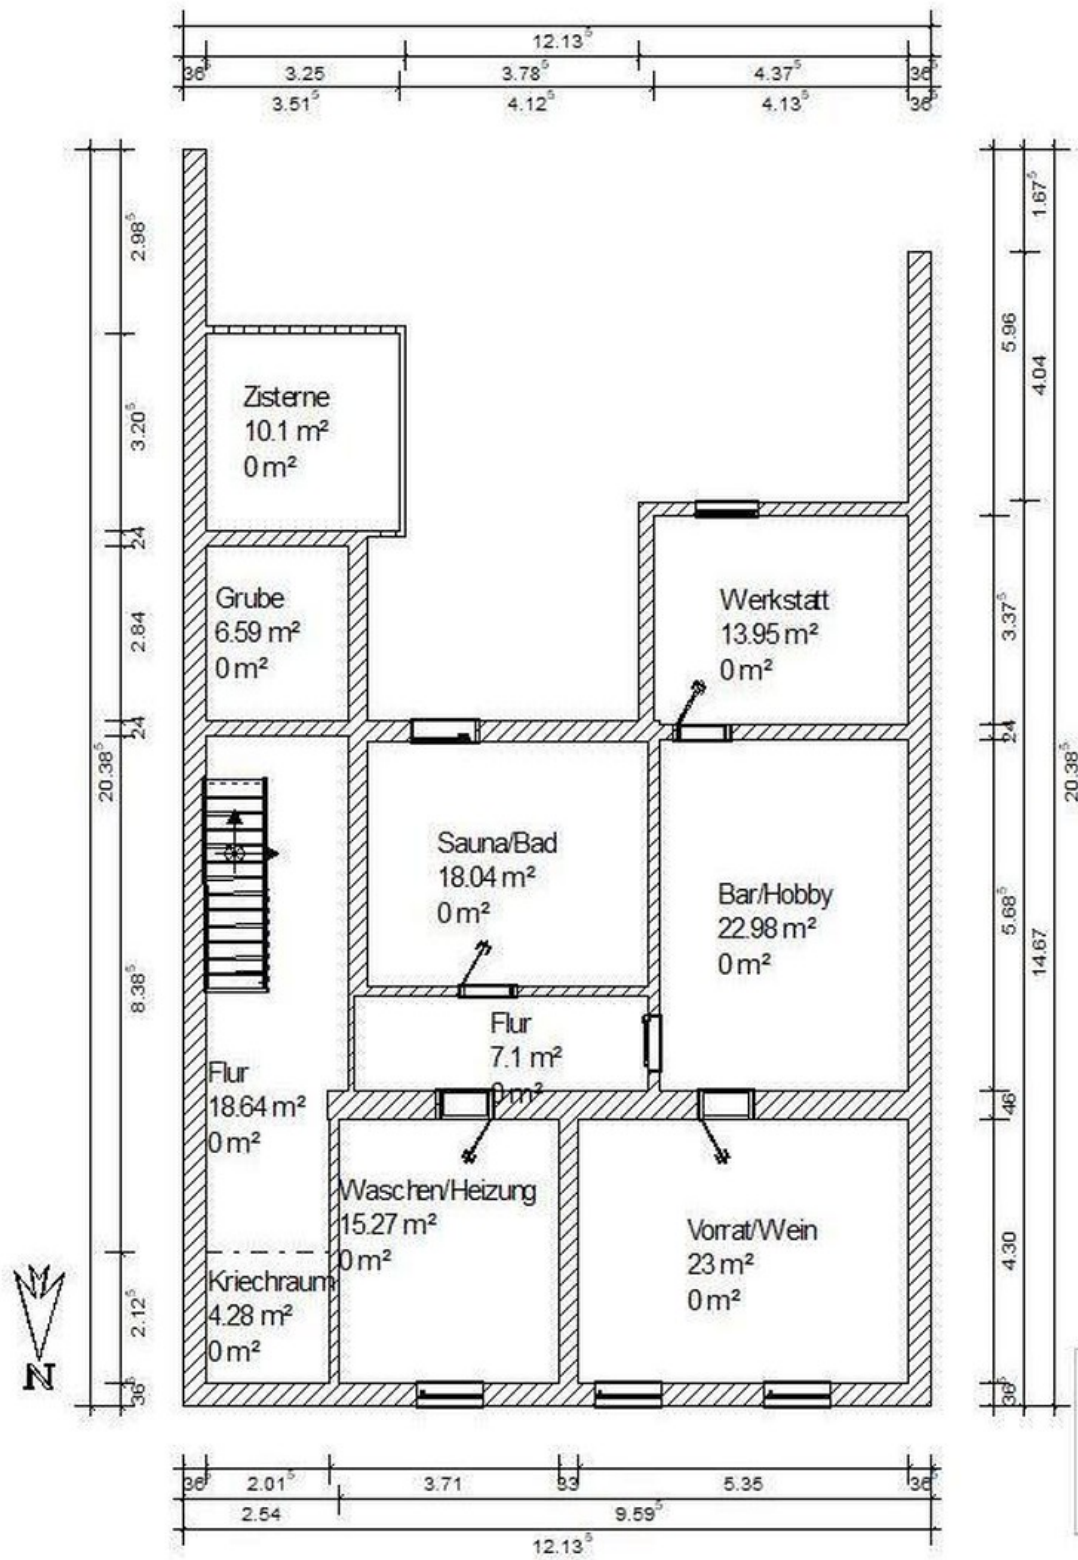 12.13⁵
36⁵ 3.25 3.78⁵ 4.37⁵ 36⁵
3.51⁵ 4.12⁵ 4.13⁵ 36⁵
2.98⁵
1.67⁵
5.96
4.04
3.20⁵
Zisterne
10.1 m²
0 m²
24
Grube
6.59 m²
0 m²
2.84
Werkstatt
13.95 m²
0 m²
3.37⁵
24
24
20.38⁵
20.38⁵
Sauna/Bad
18.04 m²
0 m²
Bar/Hobby
22.98 m²
0 m²
5.68⁵
14.67
8.38⁵
Flur
7.1 m²
0 m²
Flur
18.64 m²
0 m²
46
Waschen/Heizung
15.27 m²
0 m²
Vorrat/Wein
23 m²
0 m²
4.30
Kriechraum
4.28 m²
0 m²
2.12⁵
N
36⁵
36⁵
36⁵ 2.01⁵ 3.71 33 5.35 36⁵
2.54 9.59⁵
12.13⁵